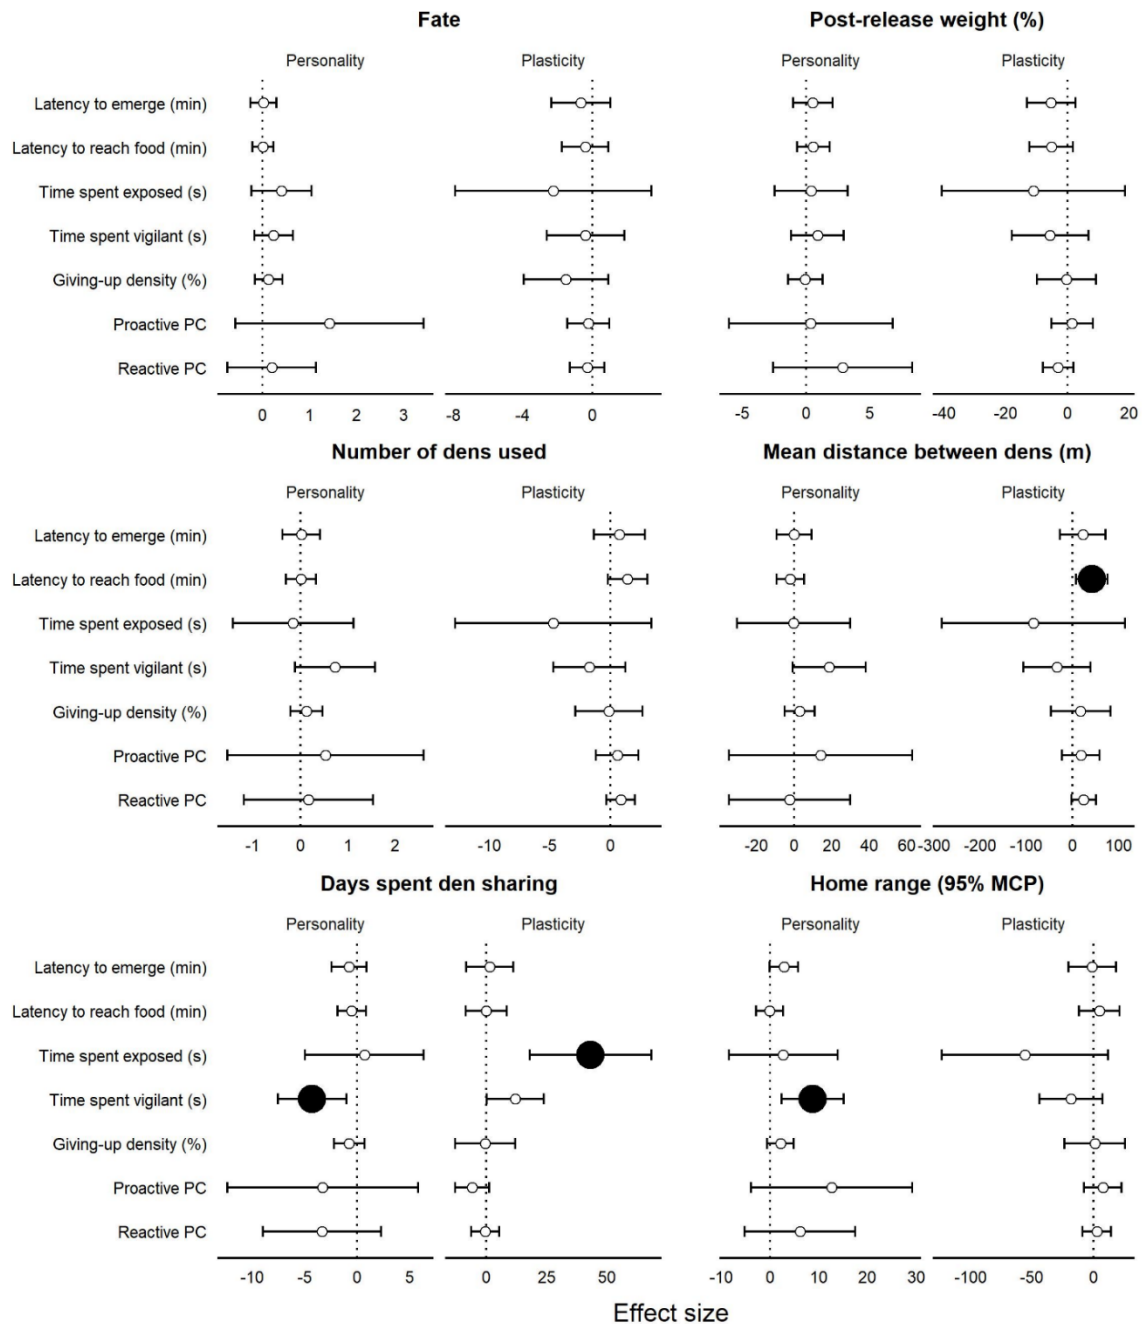 Fate
Post-release weight (%)
Personality
Plasticity
Personality
Plasticity
Latency to emerge (min)
Latency to reach food (min)
Time spent exposed (s)
Time spent vigilant (s)
Giving-up density (%)
Proactive PC
Reactive PC
0 1 2 3 -8 -4 0
-5 0 5 -40 -20 0 20
Number of dens used
Mean distance between dens (m)
Personality
Plasticity
Personality
Plasticity
Latency to emerge (min)
Latency to reach food (min)
Time spent exposed (s)
Time spent vigilant (s)
Giving-up density (%)
Proactive PC
Reactive PC
-1 0 1 2 -10 -5 0
-20 0 20 40 60 -300 -200 -100 0 100
Days spent den sharing
Home range (95% MCP)
Personality
Plasticity
Personality
Plasticity
Latency to emerge (min)
Latency to reach food (min)
Time spent exposed (s)
Time spent vigilant (s)
Giving-up density (%)
Proactive PC
Reactive PC
-10 -5 0 5 0 25 50
-10 0 10 20 30 -100 -50 0
Effect size